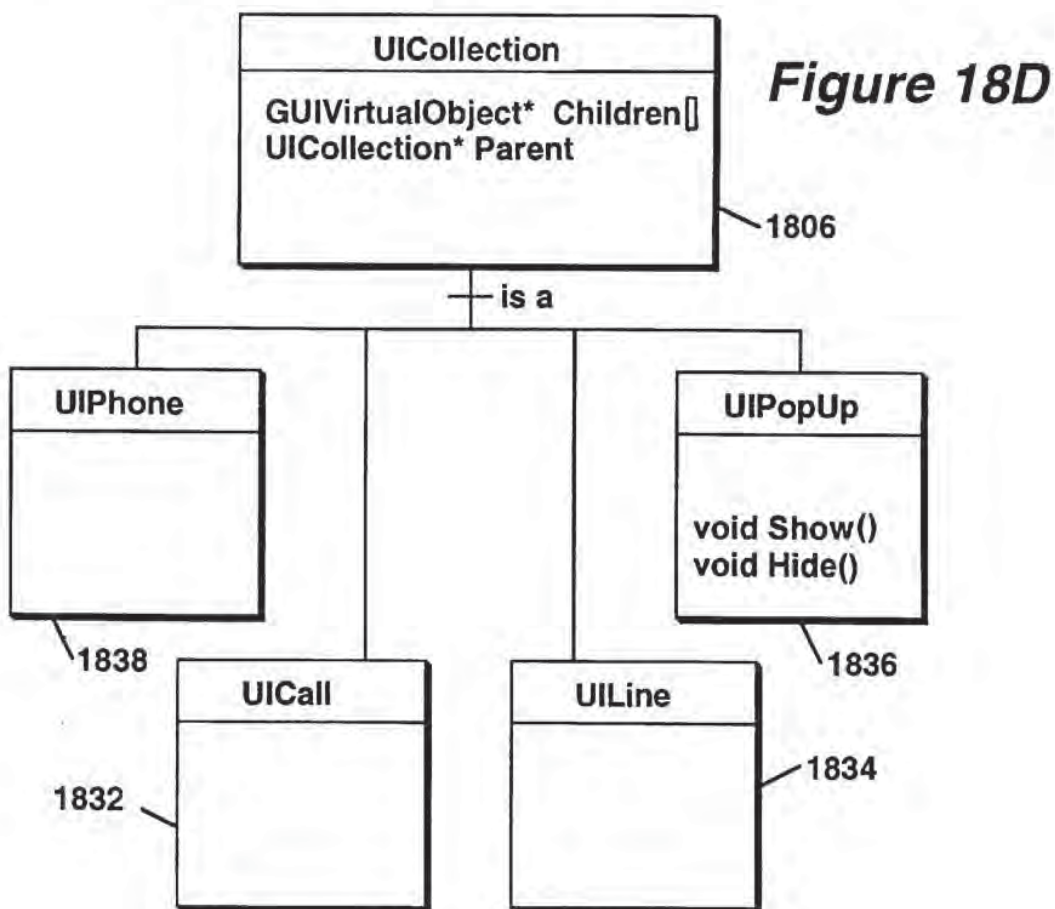 UICollection
Figure 18D
GUIVirtualObject* Children[]
UICollection* Parent
1806
is a
UIPhone
UIPopUp
void Show()
void Hide()
1838
1836
UICall
UILine
1832
1834